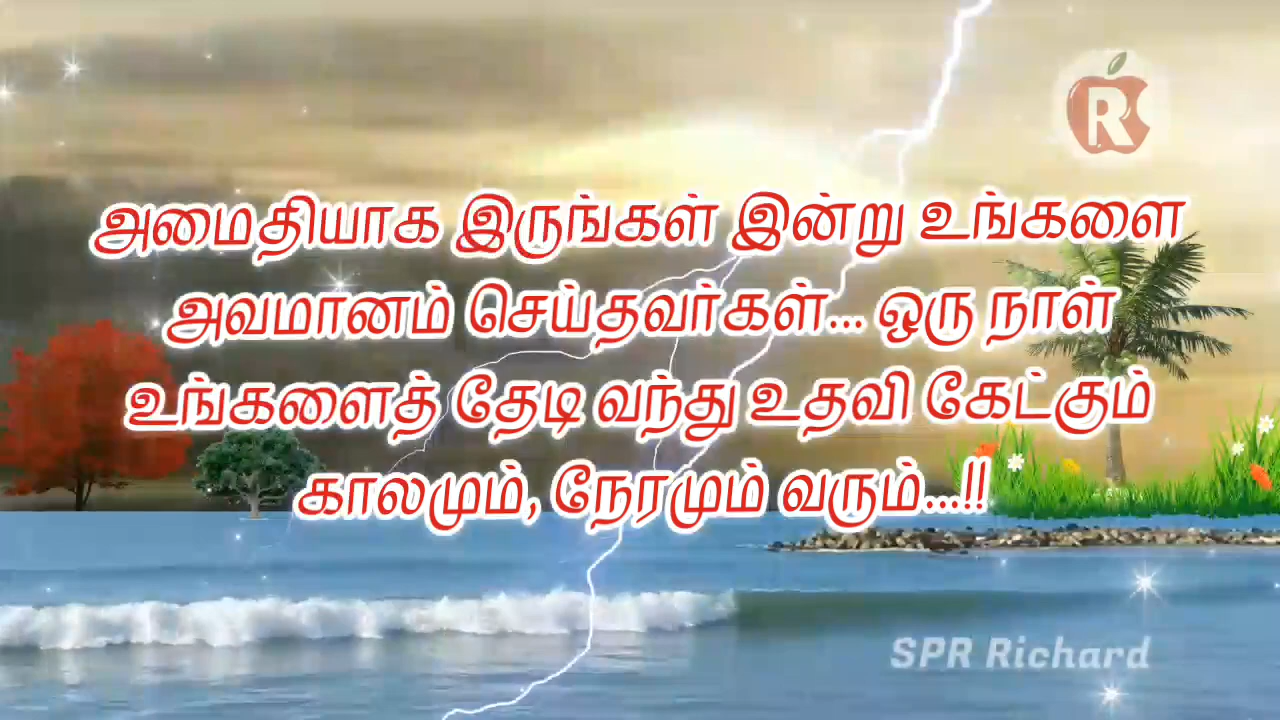 R
அமைதியாக இருங்கள் இன்று உங்களை
அவமானம் செய்தவர்கள்... ஒரு நாள்
உங்களைத் தேடி வந்து உதவி கேட்கும்
காலமும், நேரமும் வரும்...!!
SPR Richard